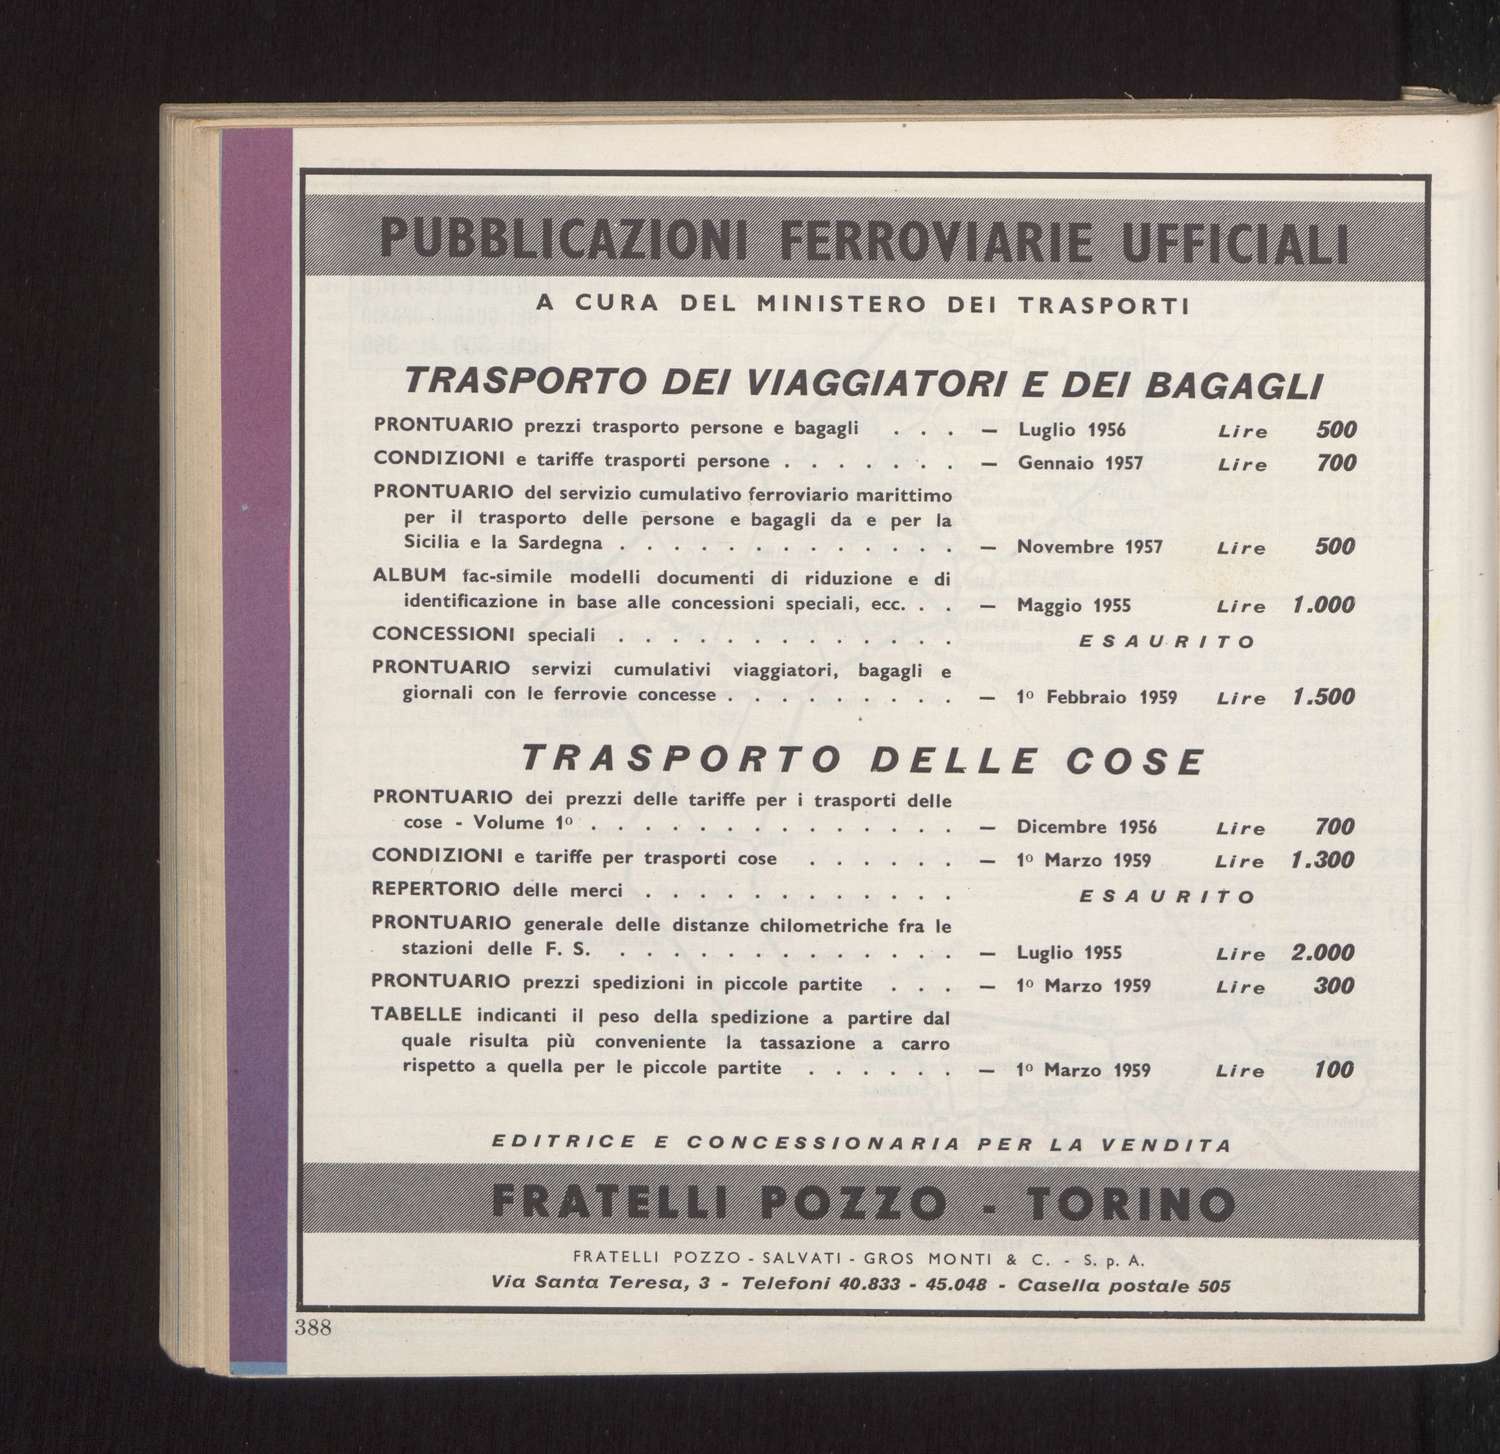 PUBBLICAZIONI FERROVIARIE UFFICIALI
A CURA DEL MINISTERO DEI TRASPORTI
TRASPORTO DEI VIAGGIATORI E DEI BAGAGLI
PRONTUARIO prezzi trasporto persone e bagagli . . . — Luglio 1956 Lire 500
CONDIZIONI e tariffe trasporti persone . . . . . . . — Gennaio 1957 Lire 700
PRONTUARIO del servizio cumulativo ferroviario marittimo
per il trasporto delle persone e bagagli da e per la
Sicilia e la Sardegna . . . . . . . . . . . . . — Novembre 1957 Lire 500
ALBUM fac-simile modelli documenti di riduzione e di
identificazione in base alle concessioni speciali, ecc. . . — Maggio 1955 Lire 1.000
CONCESSIONI speciali . . . . . . . . . . . . . ESAURITO
PRONTUARIO servizi cumulativi viaggiatori, bagagli e
giornali con le ferrovie concesse . . . . . . . . . — 1º Febbraio 1959 Lire 1.500
TRASPORTO DELLE COSE
PRONTUARIO dei prezzi delle tariffe per i trasporti delle
cose - Volume 1º . . . . . . . . . . . . . . — Dicembre 1956 Lire 700
CONDIZIONI e tariffe per trasporti cose . . . . . . — 1º Marzo 1959 Lire 1.300
REPERTORIO delle merci . . . . . . . . . . . . ESAURITO
PRONTUARIO generale delle distanze chilometriche fra le
stazioni delle F. S. . . . . . . . . . . . . . — Luglio 1955 Lire 2.000
PRONTUARIO prezzi spedizioni in piccole partite . . . — 1º Marzo 1959 Lire 300
TABELLE indicanti il peso della spedizione a partire dal
quale risulta più conveniente la tassazione a carro
rispetto a quella per le piccole partite . . . . . . — 1º Marzo 1959 Lire 100
EDITRICE E CONCESSIONARIA PER LA VENDITA
FRATELLI POZZO - TORINO
FRATELLI POZZO - SALVATI - GROS MONTI & C. - S. p. A.
Via Santa Teresa, 3 - Telefoni 40.833 - 45.048 - Casella postale 505
388